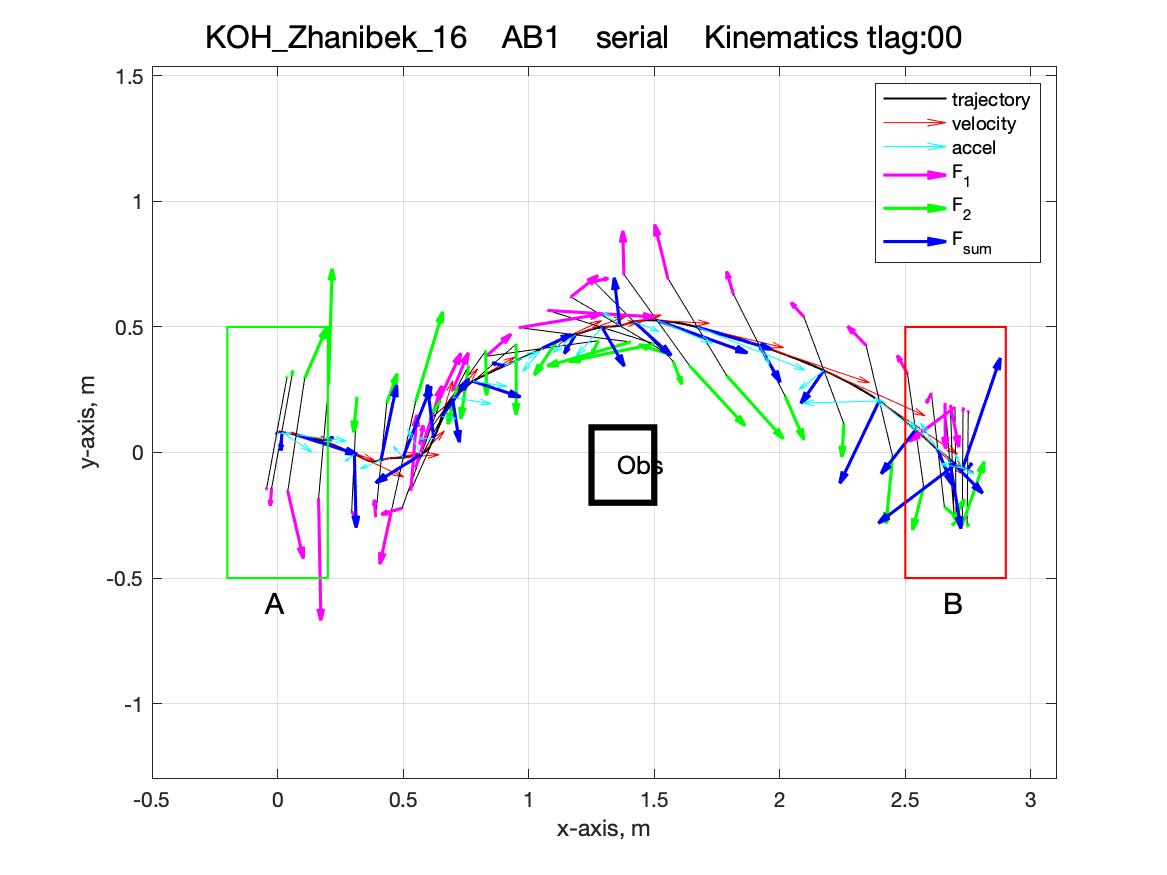 KOH_Zhanibek_16 AB1 serial Kinematics tlag:00
1.5
1
0.5
0
-0.5
-1
y-axis, m
trajectory
velocity
accel
F1
F2
Fsum
Obs
A
B
-0.5 0 0.5 1 1.5 2 2.5 3
x-axis, m